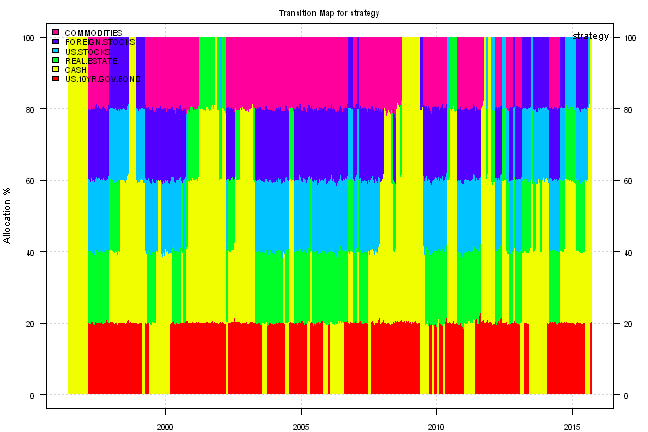 Transition Map for strategy
strategy
COMMODITIES
FOREIGN.STOCKS
US.STOCKS
REAL.ESTATE
CASH
US.10YR.GOV.BOND
Allocation %
100
80
60
40
20
0
100
80
60
40
20
0
2000
2005
2010
2015